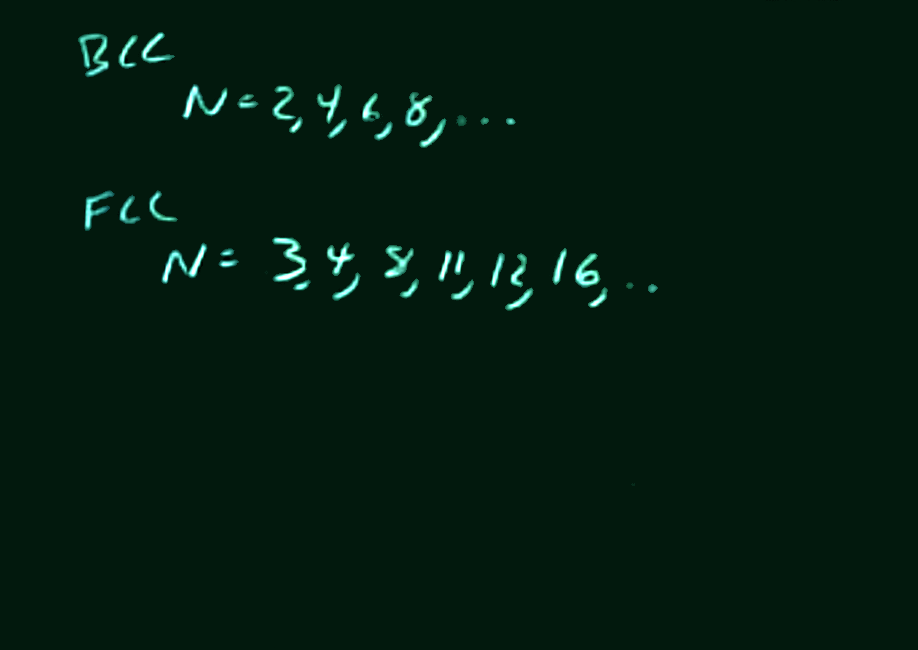 BCC
N = 2, 4, 6, 8, ...
FCC
N = 3, 4, 8, 11, 12, 16, ..